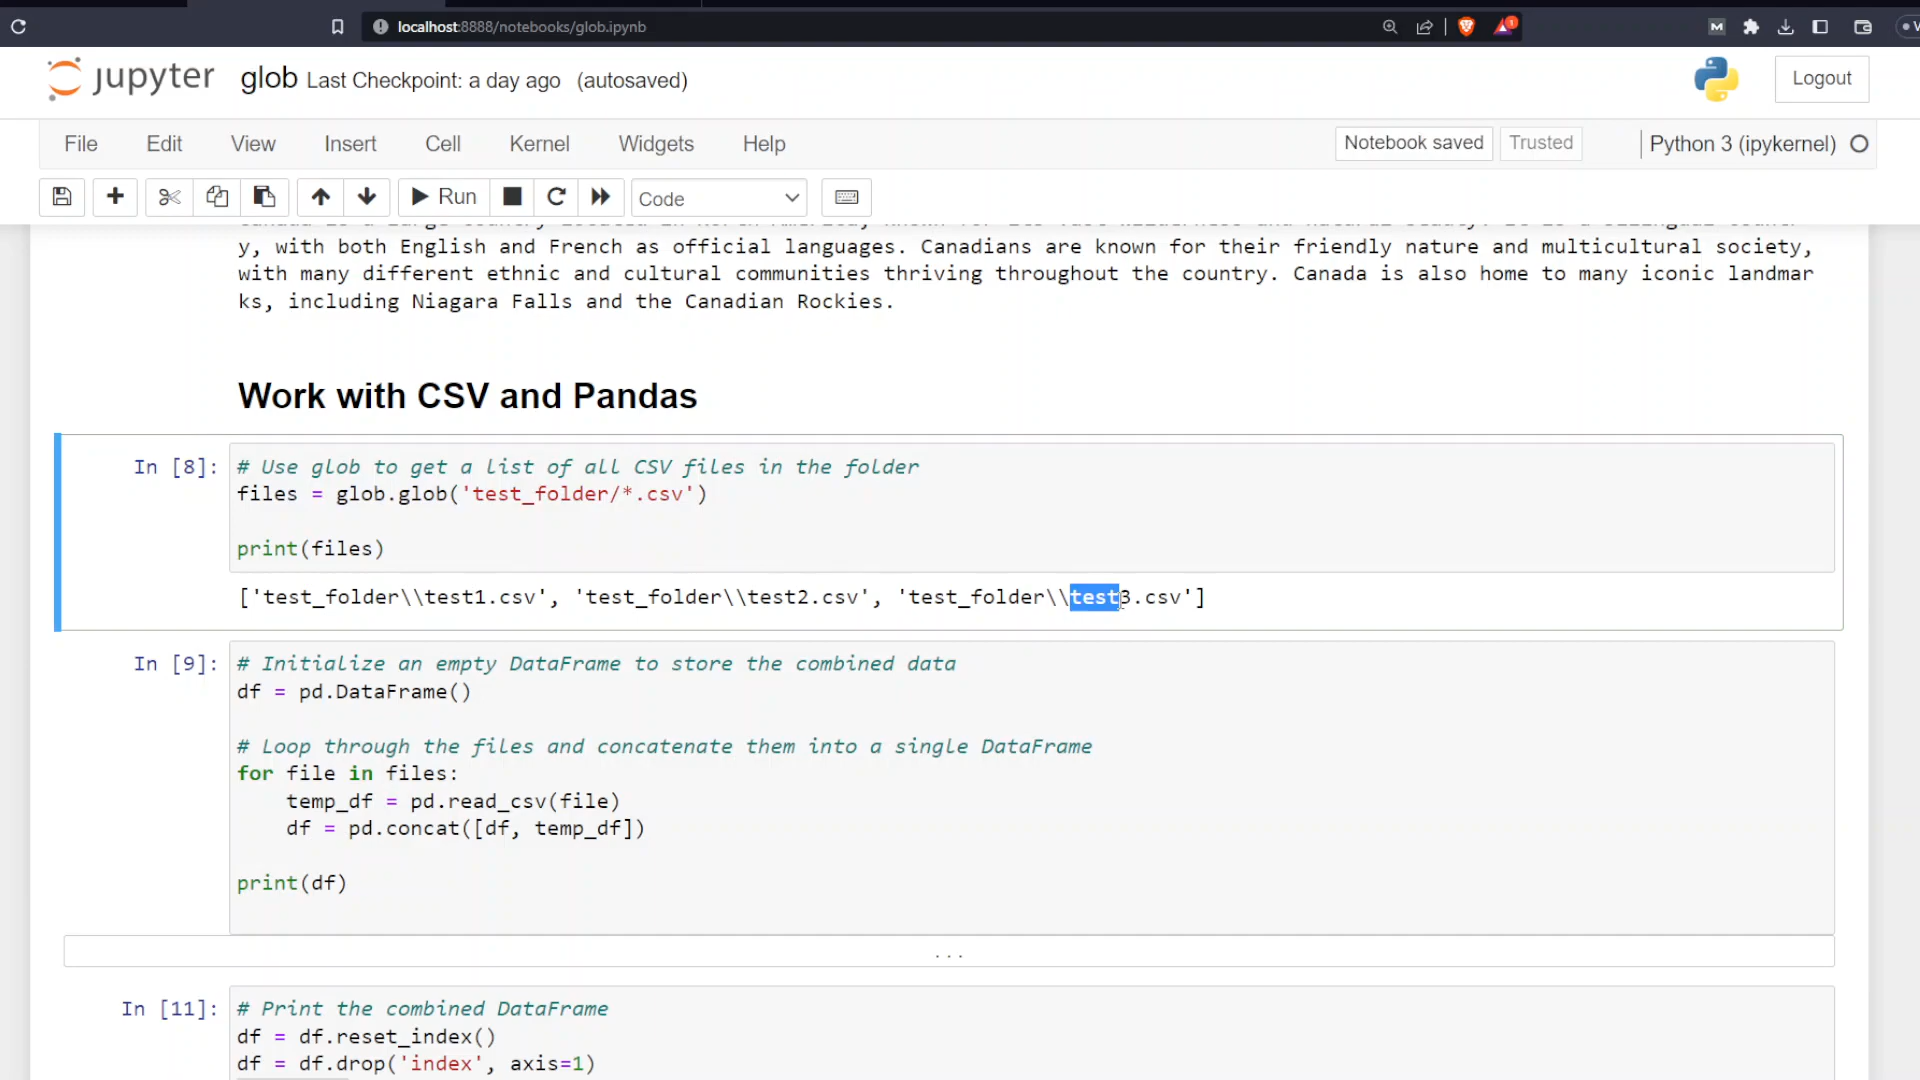 localhost:8888/notebooks/glob.ipynb
M
1
jupyter glob Last Checkpoint: a day ago (autosaved)
Logout
File Edit View Insert Cell Kernel Widgets Help
Notebook saved Trusted Python 3 (ipykernel)
Run Code
y, with both English and French as official languages. Canadians are known for their friendly nature and multicultural society,
with many different ethnic and cultural communities thriving throughout the country. Canada is also home to many iconic landmar
ks, including Niagara Falls and the Canadian Rockies.
Work with CSV and Pandas
In [8]: # Use glob to get a list of all CSV files in the folder
files = glob.glob('test_folder/*.csv')
print(files)
['test_folder\\test1.csv', 'test_folder\\test2.csv', 'test_folder\\test3.csv']
In [9]: # Initialize an empty DataFrame to store the combined data
df = pd.DataFrame()
# Loop through the files and concatenate them into a single DataFrame
for file in files:
temp_df = pd.read_csv(file)
df = pd.concat([df, temp_df])
print(df)
...
In [11]: # Print the combined DataFrame
df = df.reset_index()
df = df.drop('index', axis=1)